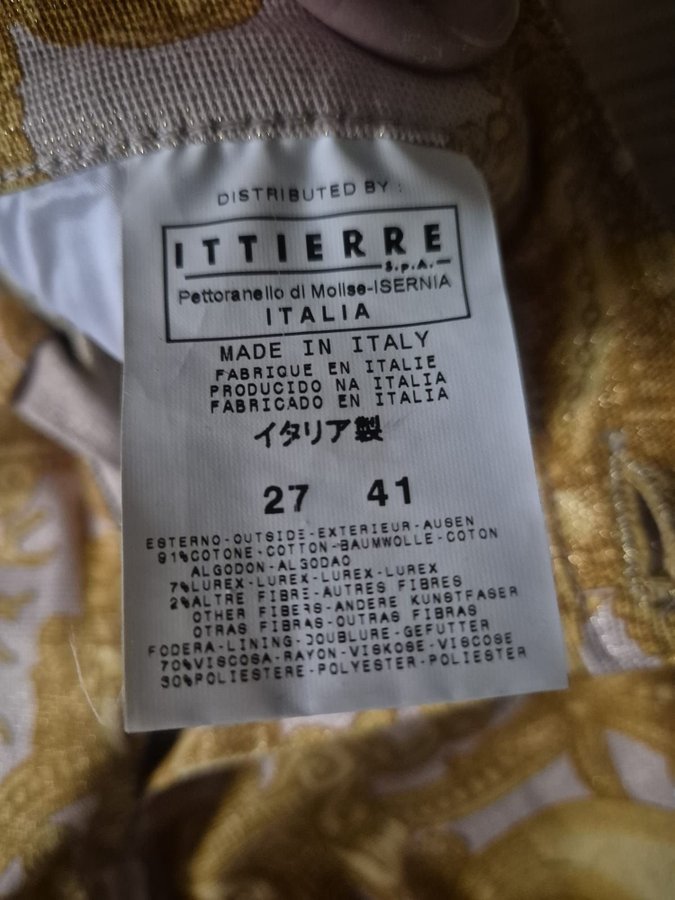 DISTRIBUTED BY :
ITTIERRE
S.p.A.
Pettoranello di Molise-ISERNIA
ITALIA
MADE IN ITALY
FABRIQUE EN ITALIE
PRODUCIDO NA ITALIA
FABRICADO EN ITALIA
イタリア製
27 41
ESTERNO-OUTSIDE-EXTERIEUR-AUSEN
91%COTONE-COTTON-BAUMWOLLE-COTON
ALGODON-ALGODAO
7%LUREX-LUREX-LUREX-LUREX
2%ALTRE FIBRE-AUTRES FIBRES
OTHER FIBERS-ANDERE KUNSTFASER
OTRAS FIBRAS-OUTRAS FIBRAS
FODERA-LINING-DOUBLURE-GEFUTTER
70%VISCOSA-RAYON-VISKOSE-VISCOSE
30%POLIESTERE-POLYESTER-POLIESTER